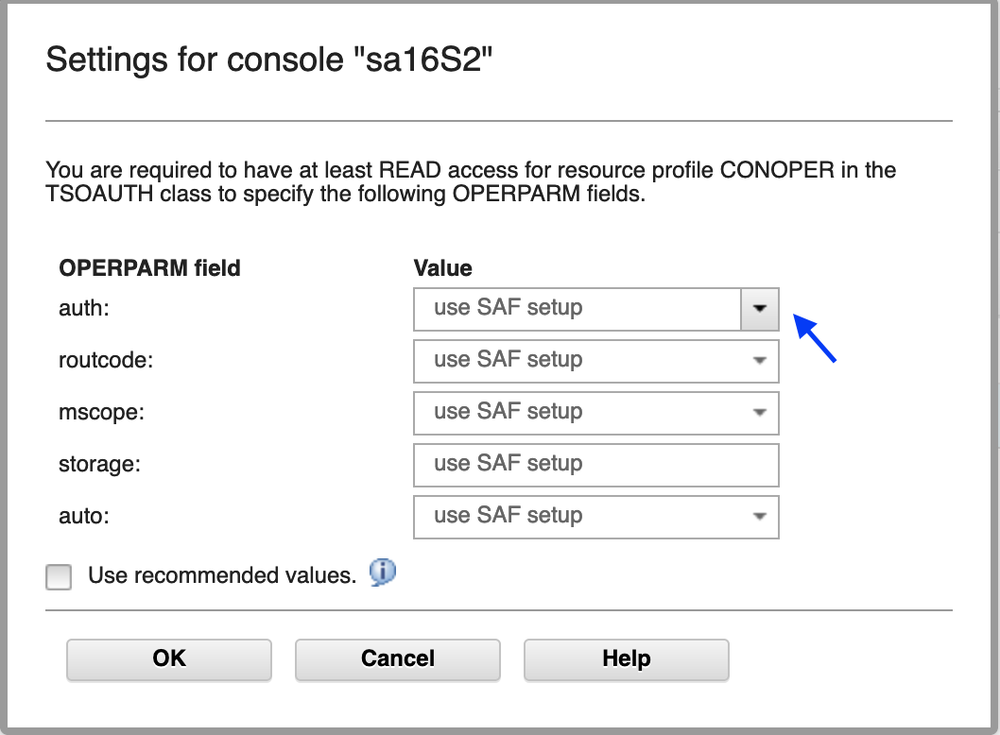 Settings for console "sa16S2"
You are required to have at least READ access for resource profile CONOPER in the
TSOAUTH class to specify the following OPERPARM fields.
OPERPARM field Value
auth: use SAF setup
routcode: use SAF setup
mscope: use SAF setup
storage: use SAF setup
auto: use SAF setup
Use recommended values.
OK Cancel Help